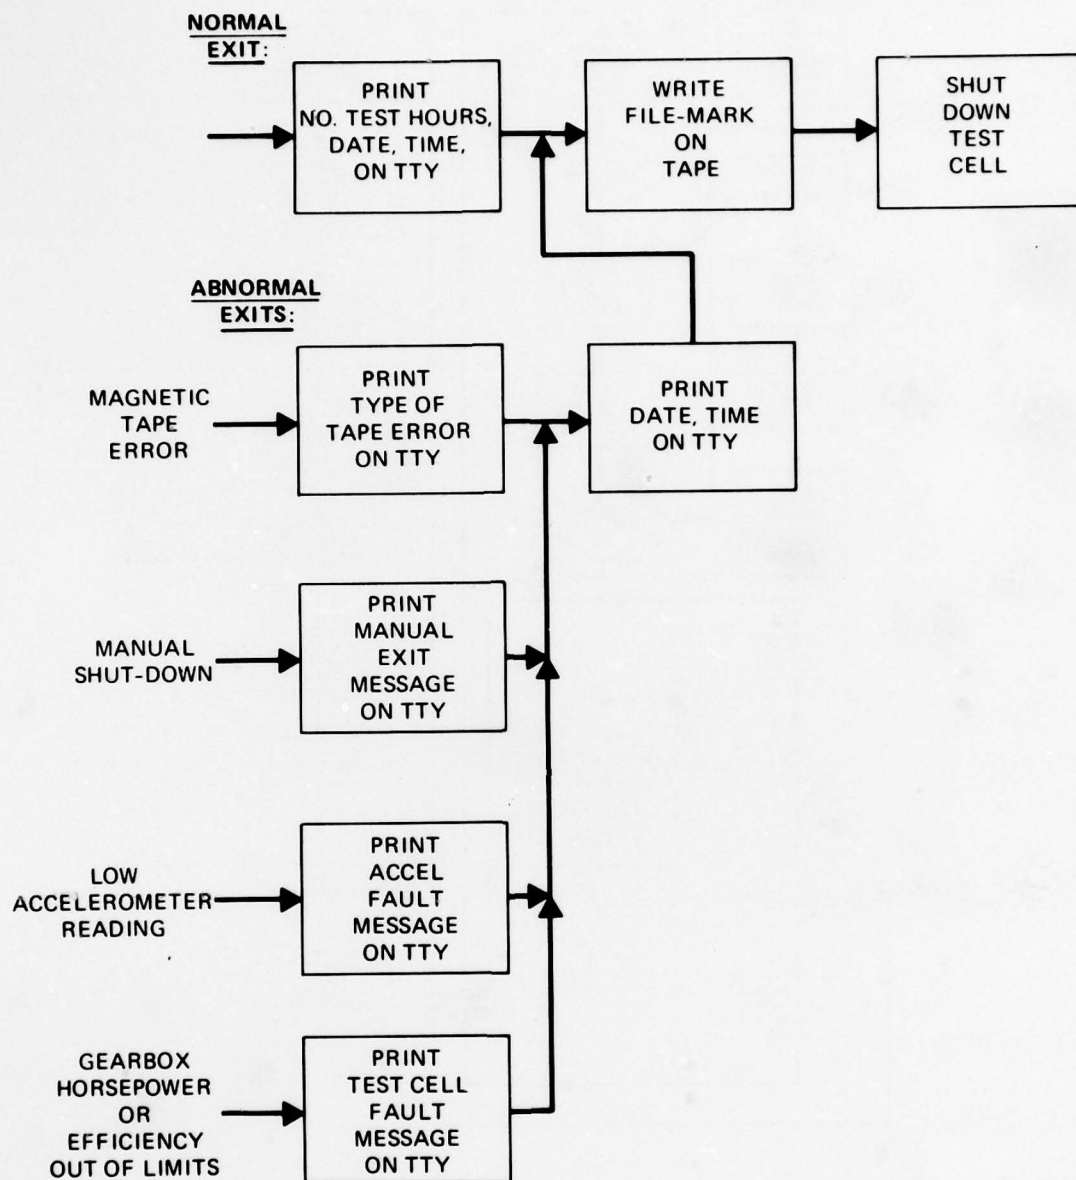 NORMAL
EXIT:
PRINT
NO. TEST HOURS,
DATE, TIME,
ON TTY
WRITE
FILE-MARK
ON
TAPE
SHUT
DOWN
TEST
CELL
ABNORMAL
EXITS:
MAGNETIC
TAPE
ERROR
PRINT
TYPE OF
TAPE ERROR
ON TTY
PRINT
DATE, TIME
ON TTY
MANUAL
SHUT-DOWN
PRINT
MANUAL
EXIT
MESSAGE
ON TTY
LOW
ACCELEROMETER
READING
PRINT
ACCEL
FAULT
MESSAGE
ON TTY
GEARBOX
HORSEPOWER
OR
EFFICIENCY
OUT OF LIMITS
PRINT
TEST CELL
FAULT
MESSAGE
ON TTY